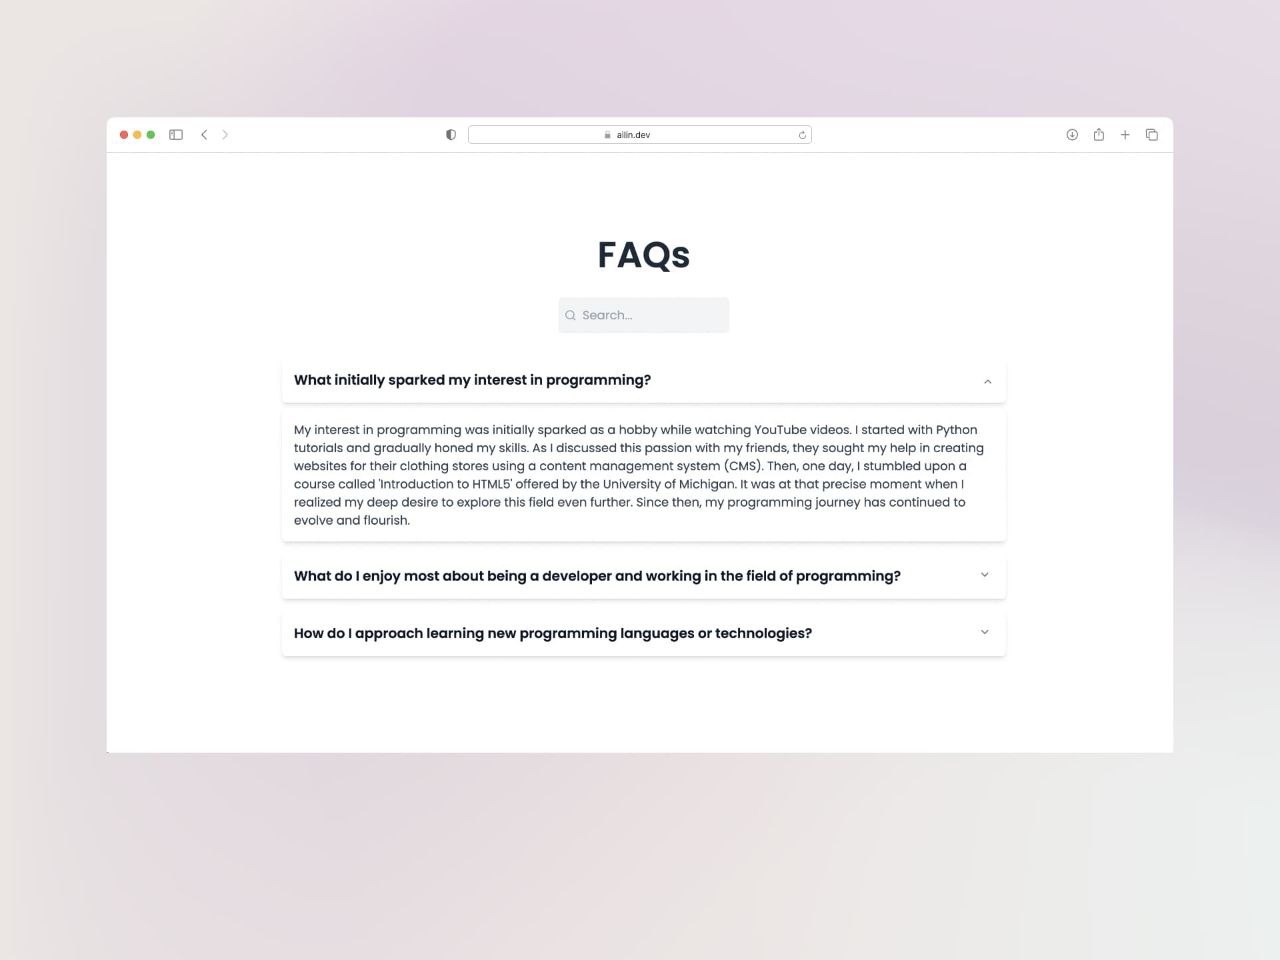 ailin.dev
FAQs
Search...
What initially sparked my interest in programming?
My interest in programming was initially sparked as a hobby while watching YouTube videos. I started with Python
tutorials and gradually honed my skills. As I discussed this passion with my friends, they sought my help in creating
websites for their clothing stores using a content management system (CMS). Then, one day, I stumbled upon a
course called 'Introduction to HTML5' offered by the University of Michigan. It was at that precise moment when I
realized my deep desire to explore this field even further. Since then, my programming journey has continued to
evolve and flourish.
What do I enjoy most about being a developer and working in the field of programming?
How do I approach learning new programming languages or technologies?